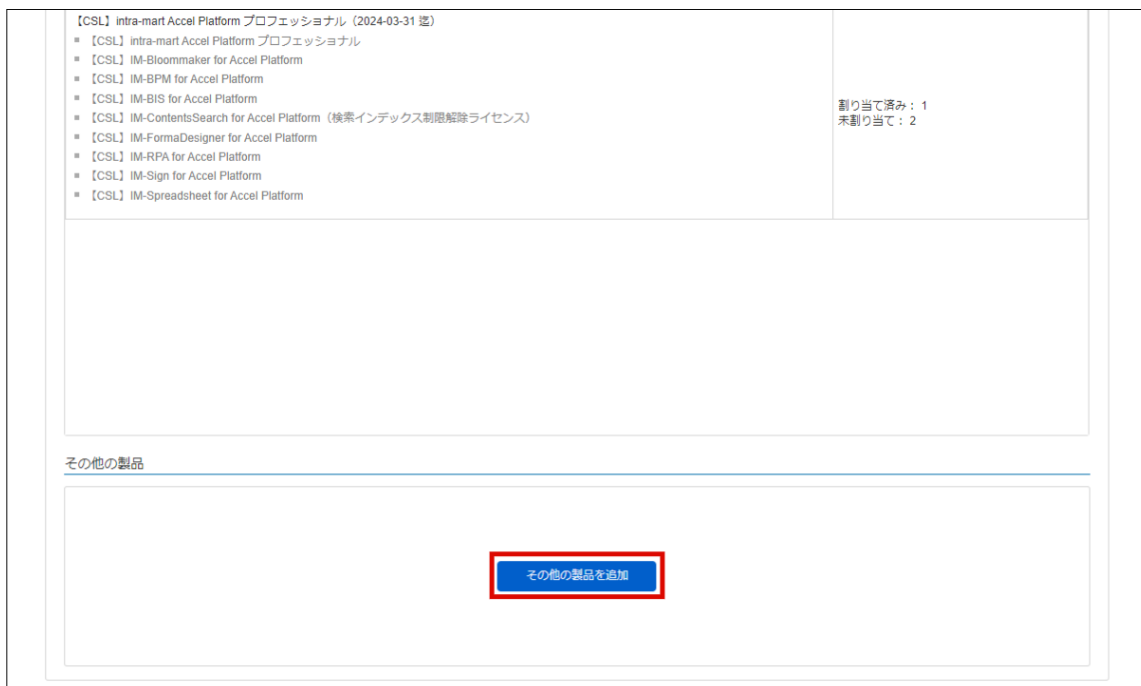 【CSL】intra-mart Accel Platform プロフェッショナル（2024-03-31 迄）
【CSL】intra-mart Accel Platform プロフェッショナル
【CSL】IM-Bloommaker for Accel Platform
【CSL】IM-BPM for Accel Platform
【CSL】IM-BIS for Accel Platform
【CSL】IM-ContentsSearch for Accel Platform（検索インデックス制限解除ライセンス）
【CSL】IM-FormaDesigner for Accel Platform
【CSL】IM-RPA for Accel Platform
【CSL】IM-Sign for Accel Platform
【CSL】IM-Spreadsheet for Accel Platform
割り当て済み： 1
未割り当て： 2
その他の製品
その他の製品を追加